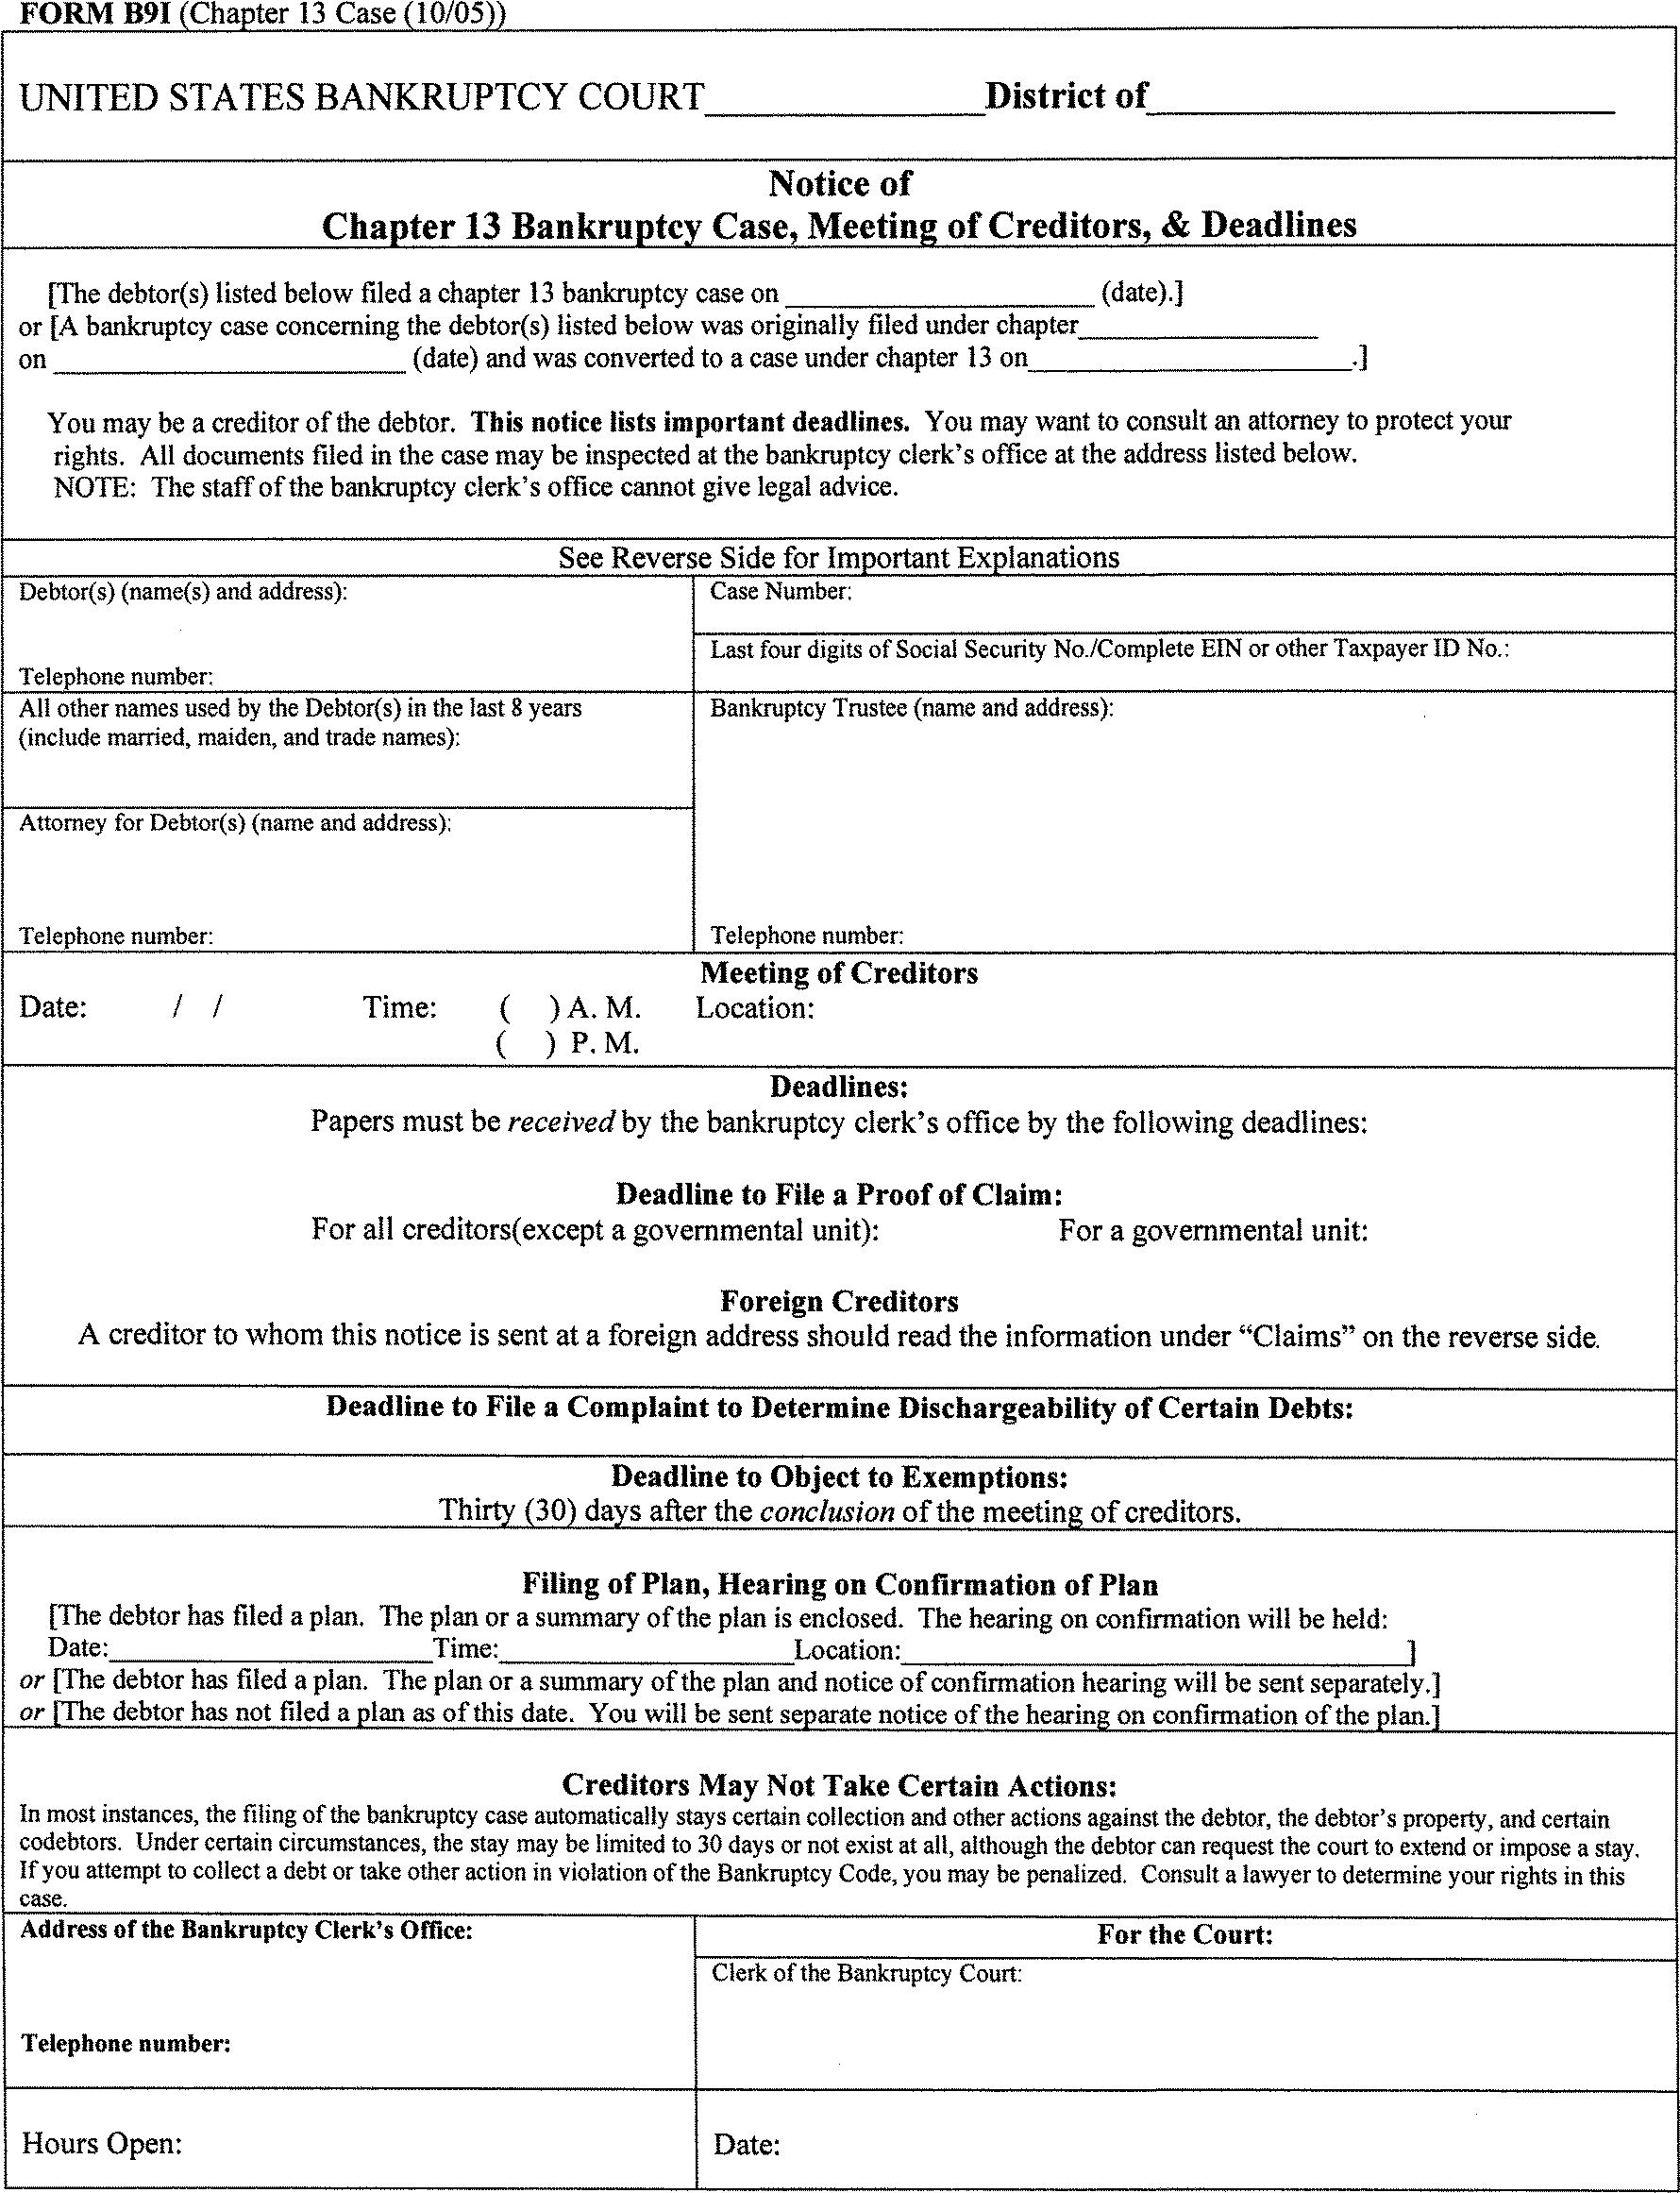 FORM B9I (Chapter 13 Case (10/05))
UNITED STATES BANKRUPTCY COURT____________District of____________________
Notice of
Chapter 13 Bankruptcy Case, Meeting of Creditors, & Deadlines
[The debtor(s) listed below filed a chapter 13 bankruptcy case on ____________________ (date).]
or [A bankruptcy case concerning the debtor(s) listed below was originally filed under chapter________________
on ______________________ (date) and was converted to a case under chapter 13 on____________________.]
You may be a creditor of the debtor. This notice lists important deadlines. You may want to consult an attorney to protect your
rights. All documents filed in the case may be inspected at the bankruptcy clerk's office at the address listed below.
NOTE: The staff of the bankruptcy clerk's office cannot give legal advice.
See Reverse Side for Important Explanations
Debtor(s) (name(s) and address):
Telephone number:
Case Number:
Last four digits of Social Security No./Complete EIN or other Taxpayer ID No.:
All other names used by the Debtor(s) in the last 8 years
(include married, maiden, and trade names):
Bankruptcy Trustee (name and address):
Attorney for Debtor(s) (name and address):
Telephone number:
Telephone number:
Meeting of Creditors
Date: / / Time: ( ) A. M. Location:
( ) P. M.
Deadlines:
Papers must be received by the bankruptcy clerk's office by the following deadlines:
Deadline to File a Proof of Claim:
For all creditors(except a governmental unit): For a governmental unit:
Foreign Creditors
A creditor to whom this notice is sent at a foreign address should read the information under “Claims” on the reverse side.
Deadline to File a Complaint to Determine Dischargeability of Certain Debts:
Deadline to Object to Exemptions:
Thirty (30) days after the conclusion of the meeting of creditors.
Filing of Plan, Hearing on Confirmation of Plan
[The debtor has filed a plan. The plan or a summary of the plan is enclosed. The hearing on confirmation will be held:
Date:______________________Time:____________________Location:__________________________________]
or [The debtor has filed a plan. The plan or a summary of the plan and notice of confirmation hearing will be sent separately.]
or [The debtor has not filed a plan as of this date. You will be sent separate notice of the hearing on confirmation of the plan.]
Creditors May Not Take Certain Actions:
In most instances, the filing of the bankruptcy case automatically stays certain collection and other actions against the debtor, the debtor's property, and certain
codebtors. Under certain circumstances, the stay may be limited to 30 days or not exist at all, although the debtor can request the court to extend or impose a stay.
If you attempt to collect a debt or take other action in violation of the Bankruptcy Code, you may be penalized. Consult a lawyer to determine your rights in this
case.
Address of the Bankruptcy Clerk's Office:
Telephone number:
For the Court:
Clerk of the Bankruptcy Court:
Hours Open:
Date: